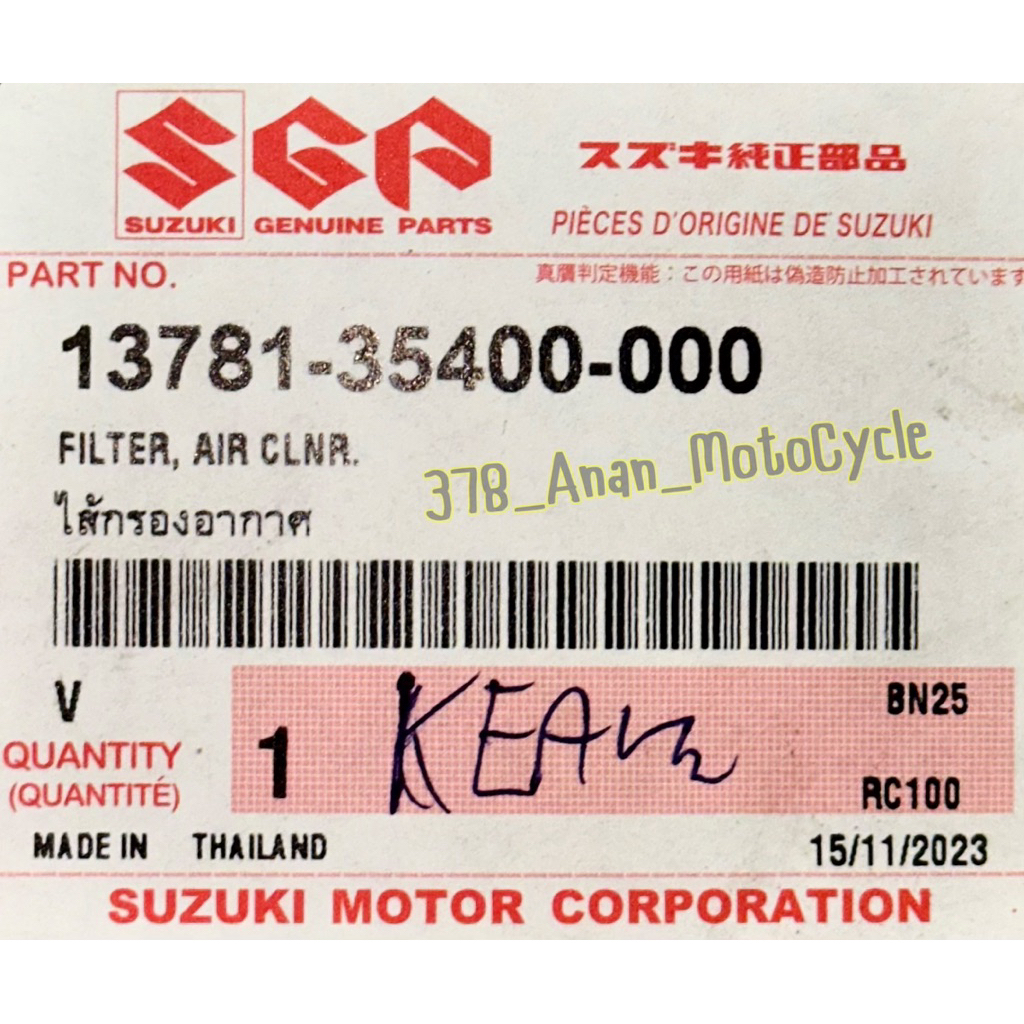 SGP
SUZUKI GENUINE PARTS
スズキ純正部品
PIÈCES D'ORIGINE DE SUZUKI
PART NO.
真贋判定機能：この用紙は偽造防止加工されています
13781-35400-000
FILTER, AIR CLNR.
378_Anan_MotoCycle
ไส้กรองอากาศ
V
BN25
QUANTITY
(QUANTITÉ)
1
RC100
MADE IN THAILAND
15/11/2023
SUZUKI MOTOR CORPORATION